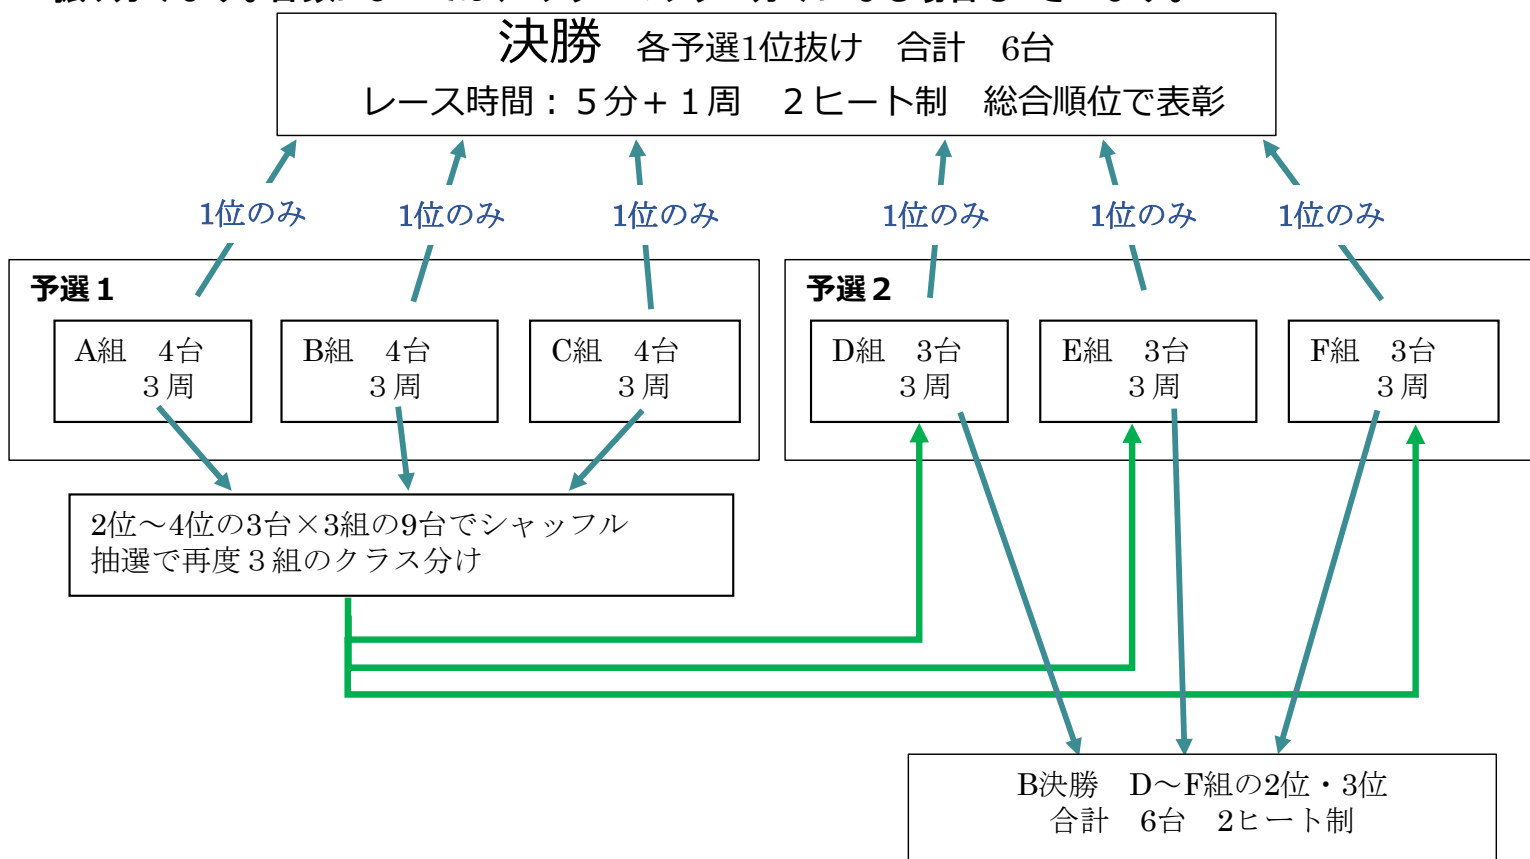 決勝 各予選1位抜け 合計 6台
レース時間：５分＋１周 ２ヒート制 総合順位で表彰
1位のみ 1位のみ 1位のみ 1位のみ 1位のみ 1位のみ
予選１
A組 4台
３周
B組 4台
３周
C組 4台
３周
予選２
D組 3台
３周
E組 3台
３周
F組 3台
３周
2位～4位の3台×3組の9台でシャッフル
抽選で再度３組のクラス分け
B決勝 D～F組の2位・3位
合計 6台 2ヒート制